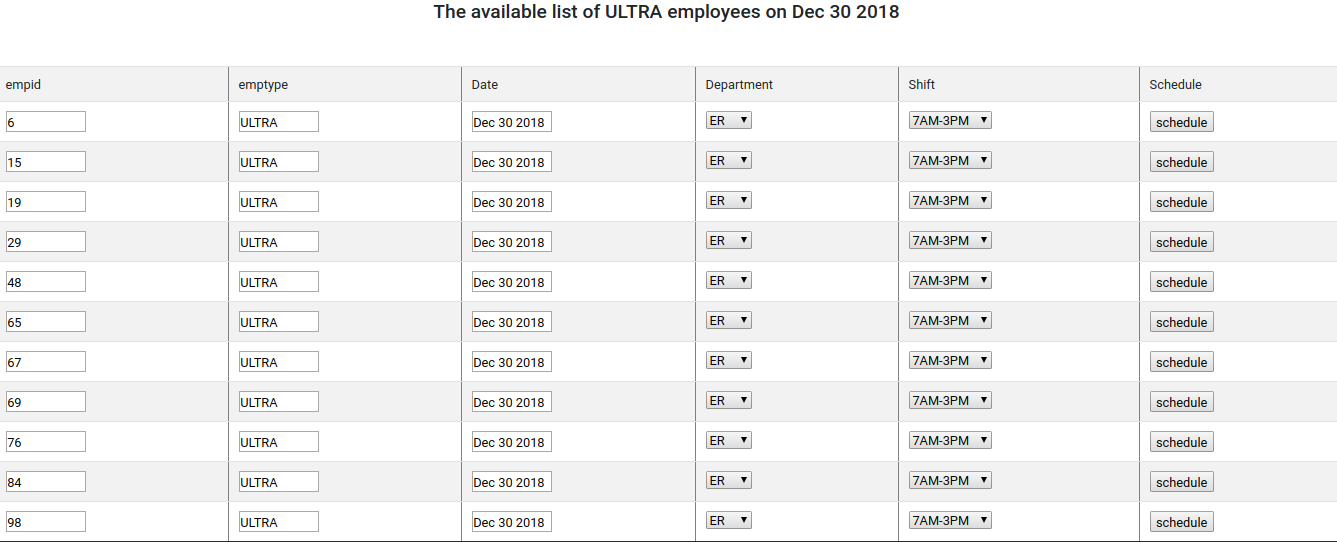 The available list of ULTRA employees on Dec 30 2018
empid emptype Date Department Shift Schedule
6 ULTRA Dec 30 2018 ER 7AM-3PM schedule
15 ULTRA Dec 30 2018 ER 7AM-3PM schedule
19 ULTRA Dec 30 2018 ER 7AM-3PM schedule
29 ULTRA Dec 30 2018 ER 7AM-3PM schedule
48 ULTRA Dec 30 2018 ER 7AM-3PM schedule
65 ULTRA Dec 30 2018 ER 7AM-3PM schedule
67 ULTRA Dec 30 2018 ER 7AM-3PM schedule
69 ULTRA Dec 30 2018 ER 7AM-3PM schedule
76 ULTRA Dec 30 2018 ER 7AM-3PM schedule
84 ULTRA Dec 30 2018 ER 7AM-3PM schedule
98 ULTRA Dec 30 2018 ER 7AM-3PM schedule